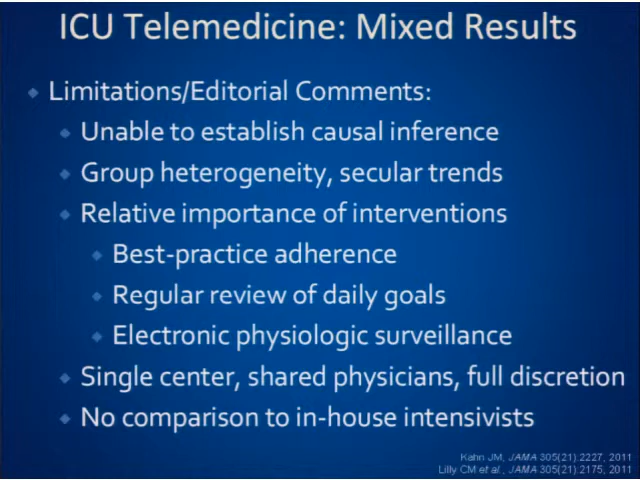 ICU Telemedicine: Mixed Results
Limitations/Editorial Comments:
Unable to establish causal inference
Group heterogeneity, secular trends
Relative importance of interventions
Best-practice adherence
Regular review of daily goals
Electronic physiologic surveillance
Single center, shared physicians, full discretion
No comparison to in-house intensivists
Kahn JM, JAMA 305(21):2227, 2011
Lilly CM et al., JAMA 305(21):2175, 2011